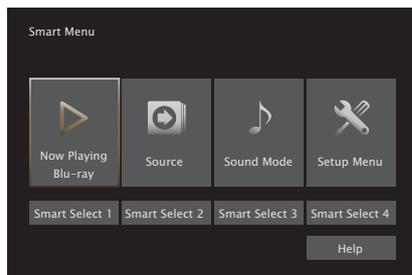 Smart Menu
Now Playing
Blu-ray
Source
Sound Mode
Setup Menu
Smart Select 1
Smart Select 2
Smart Select 3
Smart Select 4
Help